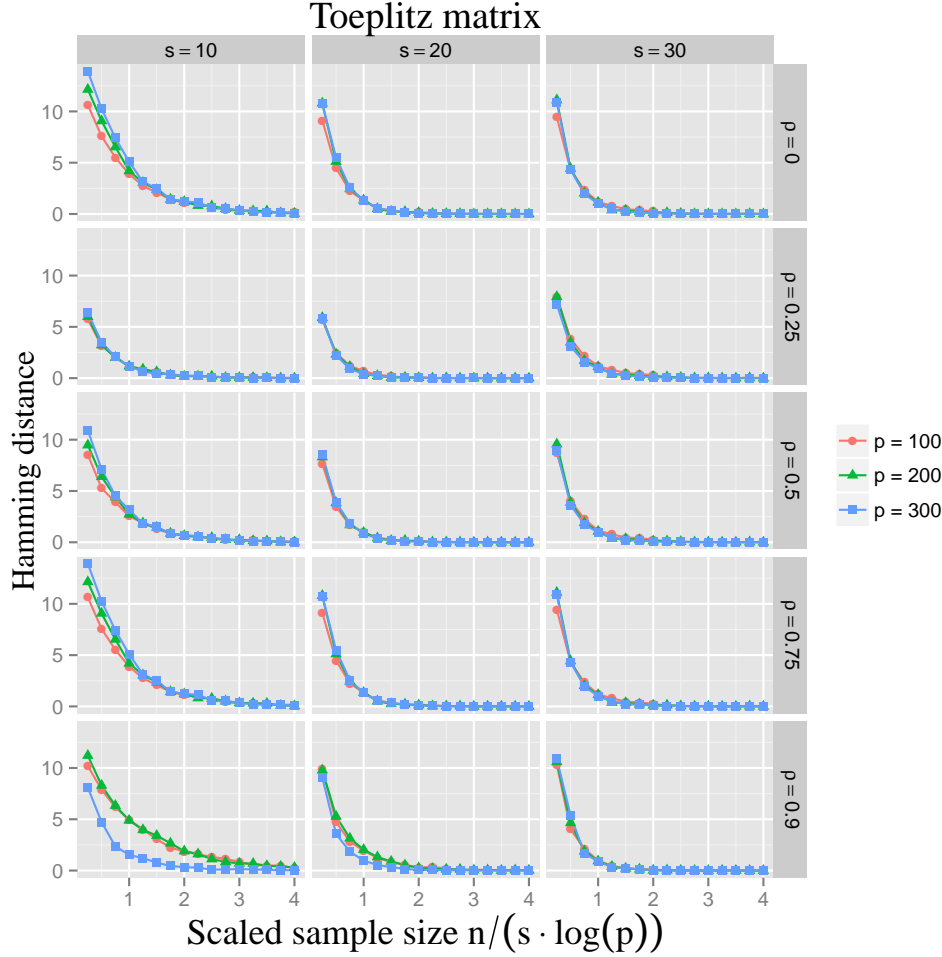 Toeplitz matrix
s = 10
s = 20
s = 30
10
5
0
ρ = 0
10
5
0
ρ = 0.25
10
5
0
ρ = 0.5
10
5
0
ρ = 0.75
10
5
0
ρ = 0.9
Hamming distance
p = 100
p = 200
p = 300
1 2 3 4
1 2 3 4
1 2 3 4
Scaled sample size n/(s · log(p))